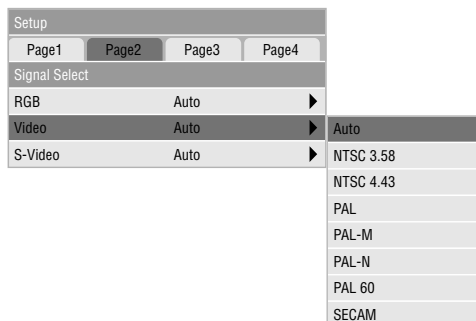 Setup
Page1 Page2 Page3 Page4
Signal Select
RGB Auto
Video Auto
S-Video Auto
Auto
NTSC 3.58
NTSC 4.43
PAL
PAL-M
PAL-N
PAL 60
SECAM